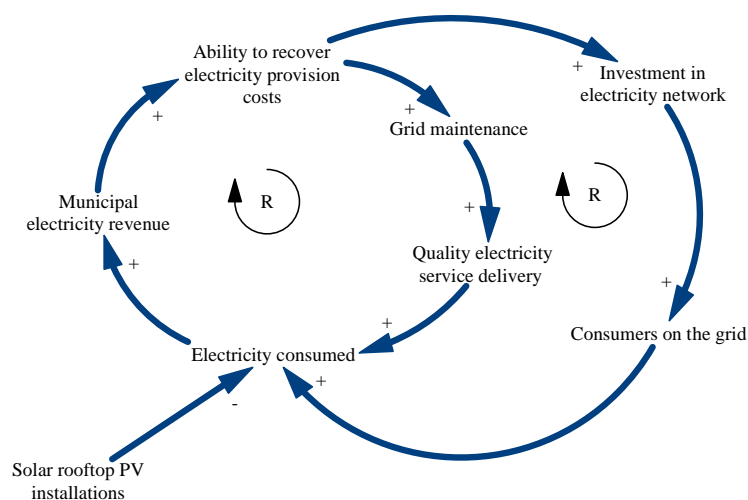 Ability to recover
electricity provision
costs
+
Investment in
electricity network
+
Grid maintenance
+
Municipal
electricity revenue
R
R
+
Quality electricity
service delivery
+
+
Consumers on the grid
+
Electricity consumed
+
-
Solar rooftop PV
installations